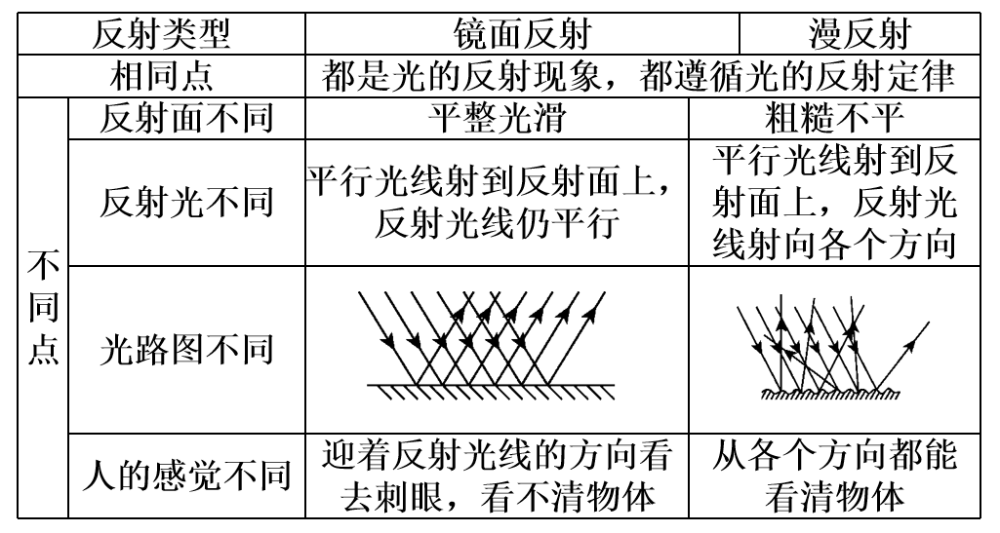 反射类型
镜面反射
漫反射
相同点
都是光的反射现象，都遵循光的反射定律
不同点
反射面不同
平整光滑
粗糙不平
反射光不同
平行光线射到反射面上，
反射光线仍平行
平行光线射到反
射面上，反射光
线射向各个方向
光路图不同
人的感觉不同
迎着反射光线的方向看
去刺眼，看不清物体
从各个方向都能
看清物体